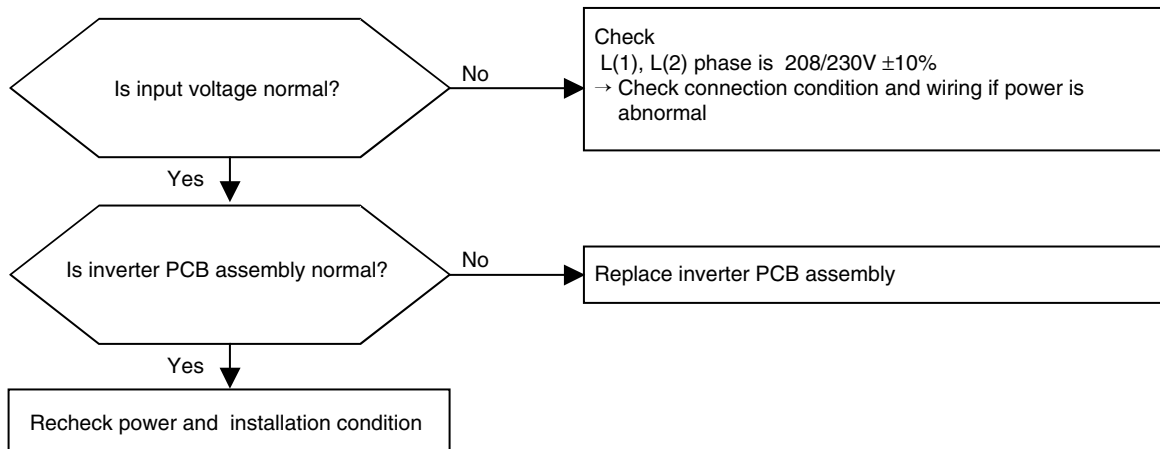 Is input voltage normal?
No
Check
L(1), L(2) phase is 208/230V ±10%
→ Check connection condition and wiring if power is
abnormal
Yes
Is inverter PCB assembly normal?
No
Replace inverter PCB assembly
Yes
Recheck power and installation condition